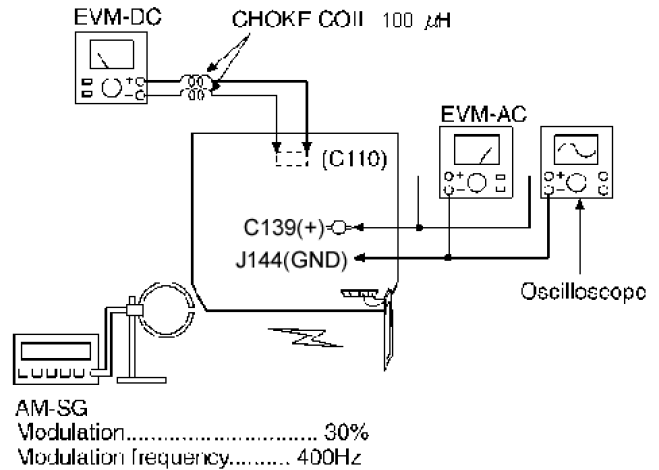 EVM-DC
CHOKE COIL 100 μH
EVM-AC
(C110)
C139(+)
J144(GND)
Oscilloscope
AM-SG
Modulation............................... 30%
Modulation frequency.......... 400Hz